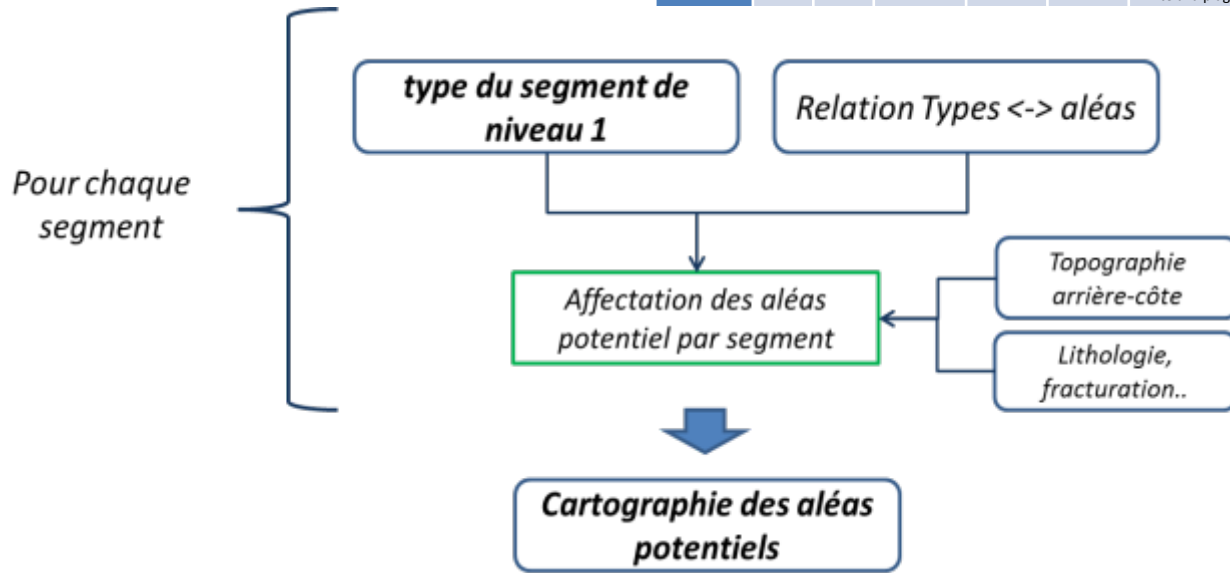 type du segment de
niveau 1
Relation Types <-> aléas
Pour chaque
segment
Affectation des aléas
potentiel par segment
Topographie
arrière-côte
Lithologie,
fracturation..
Cartographie des aléas
potentiels